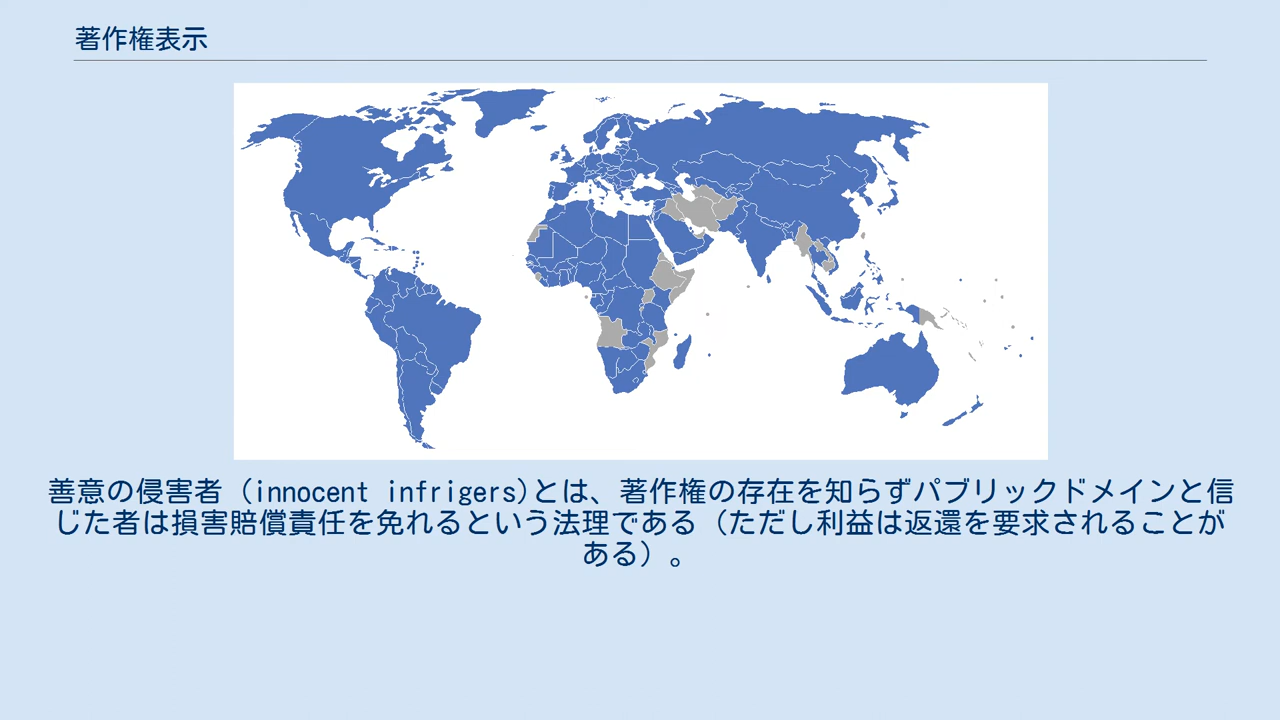 著作権表示
善意の侵害者（innocent infrigers)とは、著作権の存在を知らずパブリックドメインと信
じた者は損害賠償責任を免れるという法理である（ただし利益は返還を要求されることが
ある）。